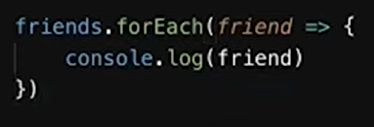 friends.forEach(friend => {
    console.log(friend)
})